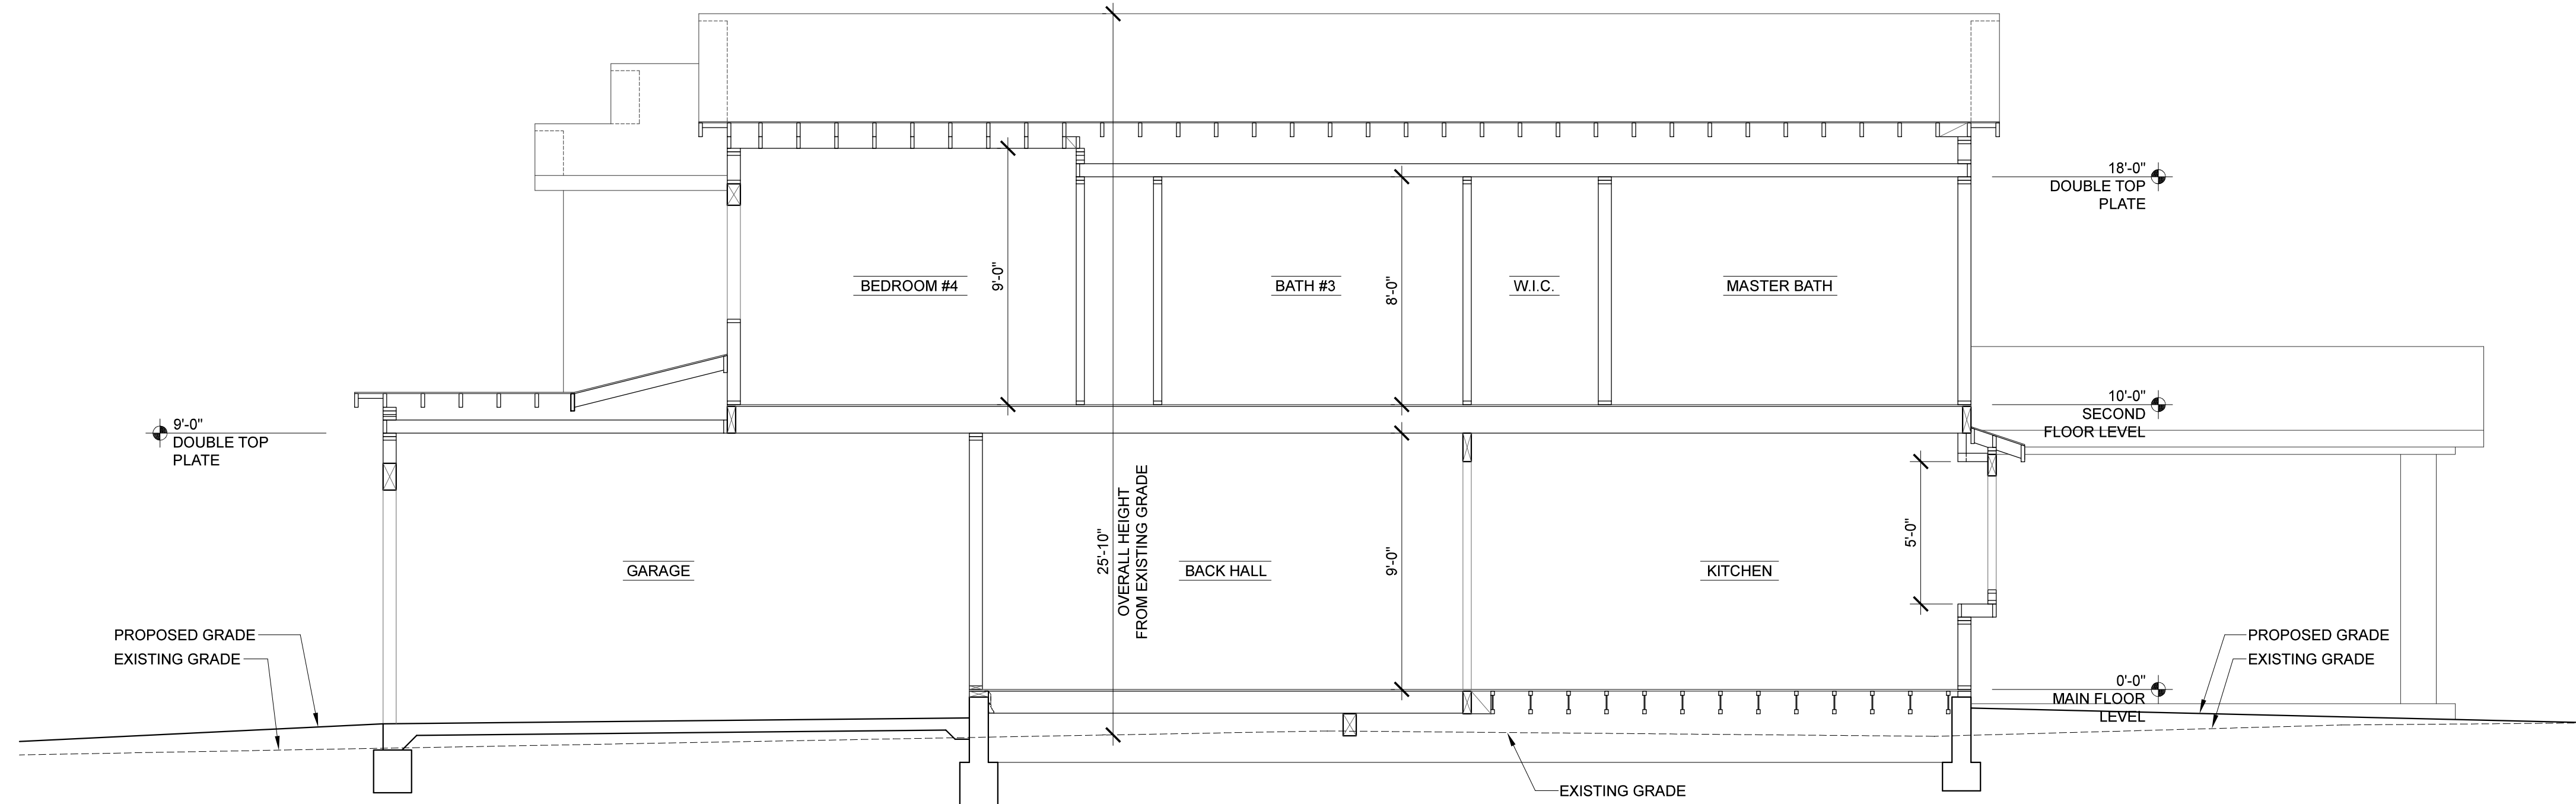 18'-0"
DOUBLE TOP
PLATE
BEDROOM #4
9'-0"
BATH #3
8'-0"
W.I.C.
MASTER BATH
10'-0"
SECOND
FLOOR LEVEL
9'-0"
DOUBLE TOP
PLATE
GARAGE
25'-10"
OVERALL HEIGHT
FROM EXISTING GRADE
BACK HALL
9'-0"
KITCHEN
5'-0"
PROPOSED GRADE
EXISTING GRADE
PROPOSED GRADE
EXISTING GRADE
0'-0"
MAIN FLOOR
LEVEL
EXISTING GRADE